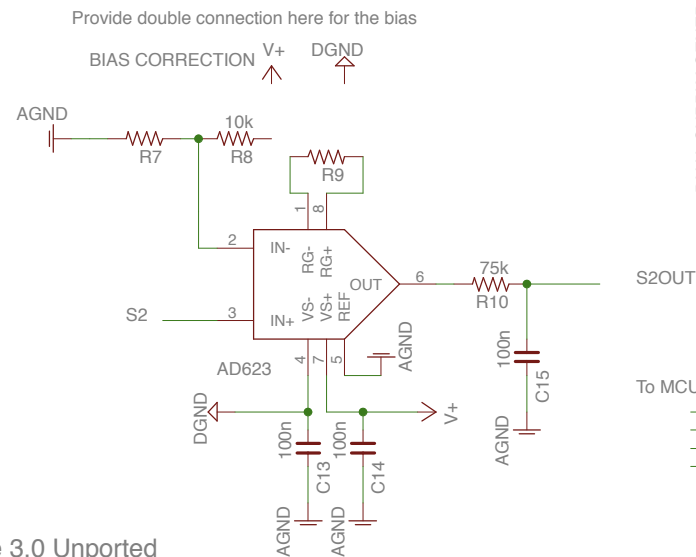 Provide double connection here for the bias
BIAS CORRECTION
V+
DGND
AGND
10k
R7
R8
R9
1
8
2
IN-
RG-
RG+
OUT
6
75k
R10
S2OUT
S2
3
IN+
VS-
VS+
REF
AD623
4
7
5
AGND
100n
C15
To MCU
DGND
V+
100n
C13
100n
C14
AGND
AGND
AGND
e 3.0 Unported